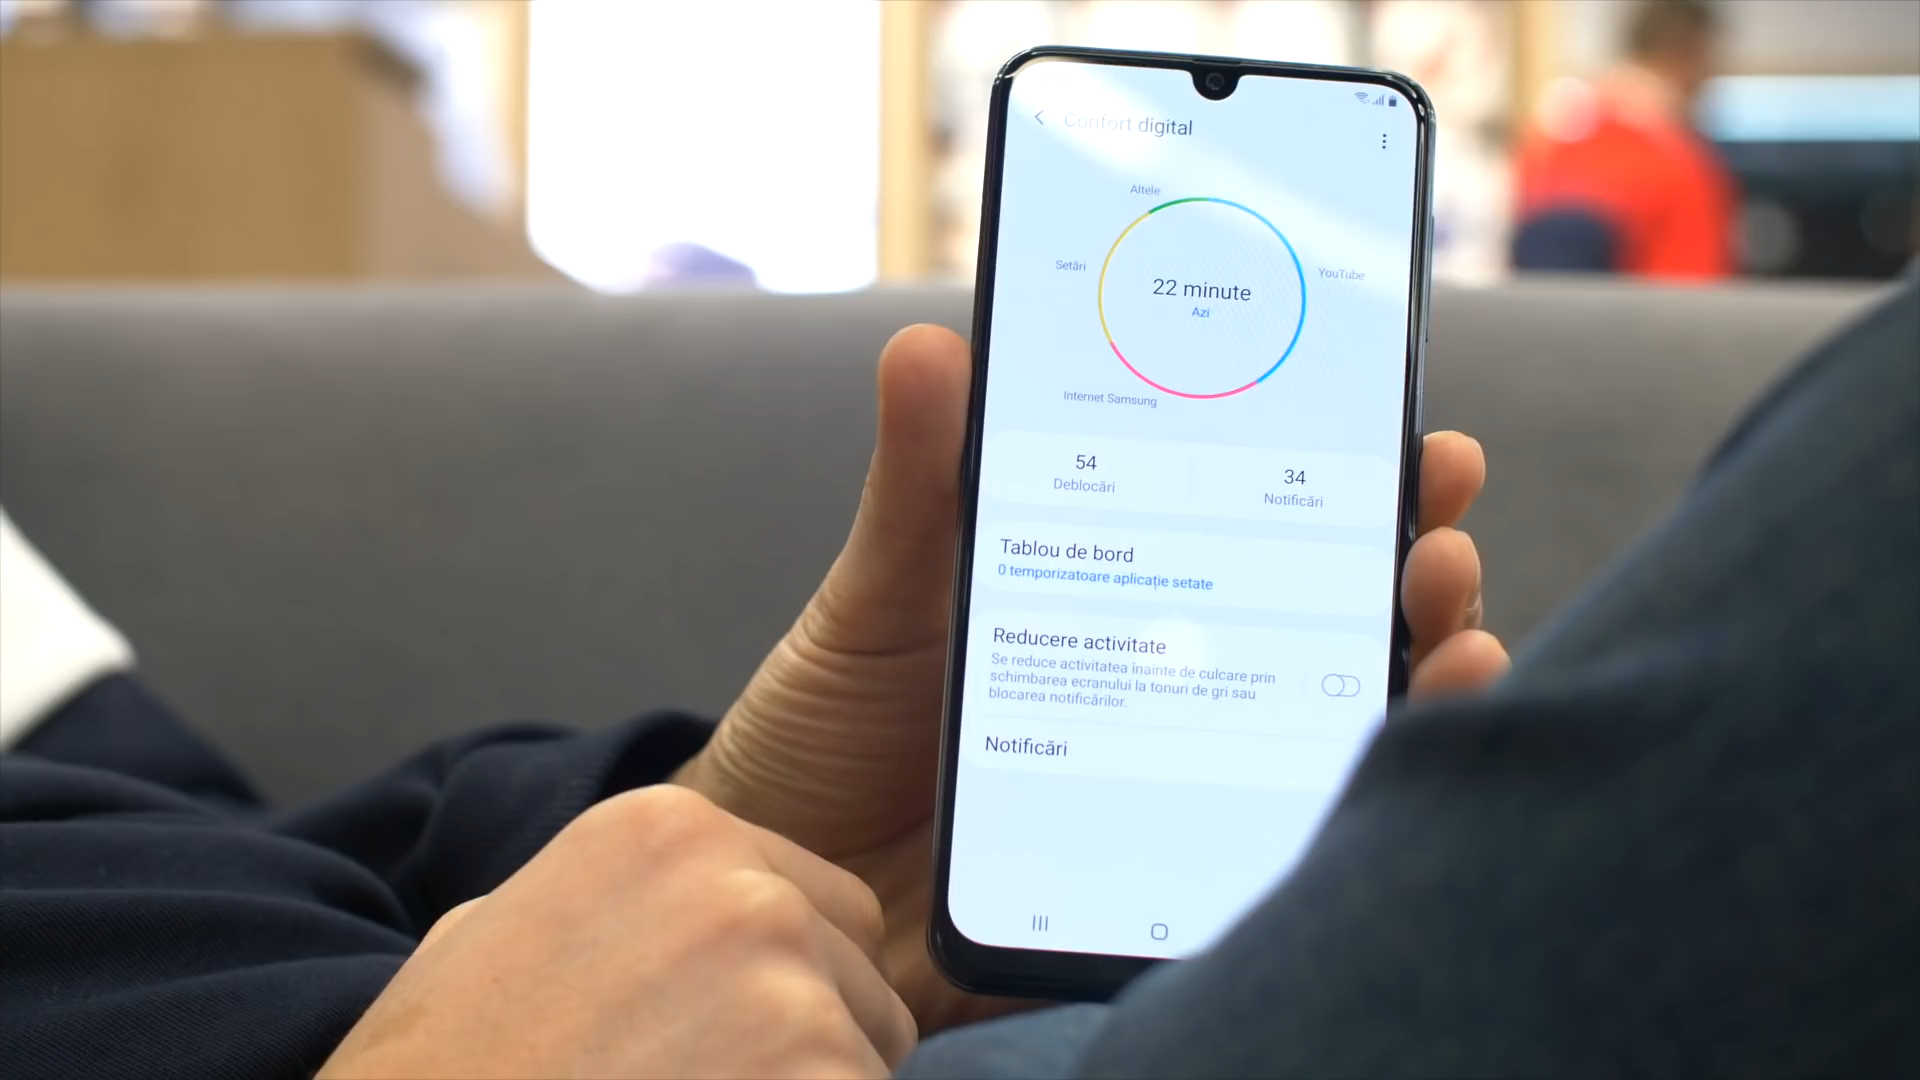 Confort digital
Altele
Setări
YouTube
22 minute
Azi
Internet Samsung
54
Deblocări
34
Notificări
Tablou de bord
0 temporizatoare aplicație setate
Reducere activitate
Se reduce activitatea înainte de culcare prin
schimbarea ecranului la tonuri de gri sau
blocarea notificărilor.
Notificări